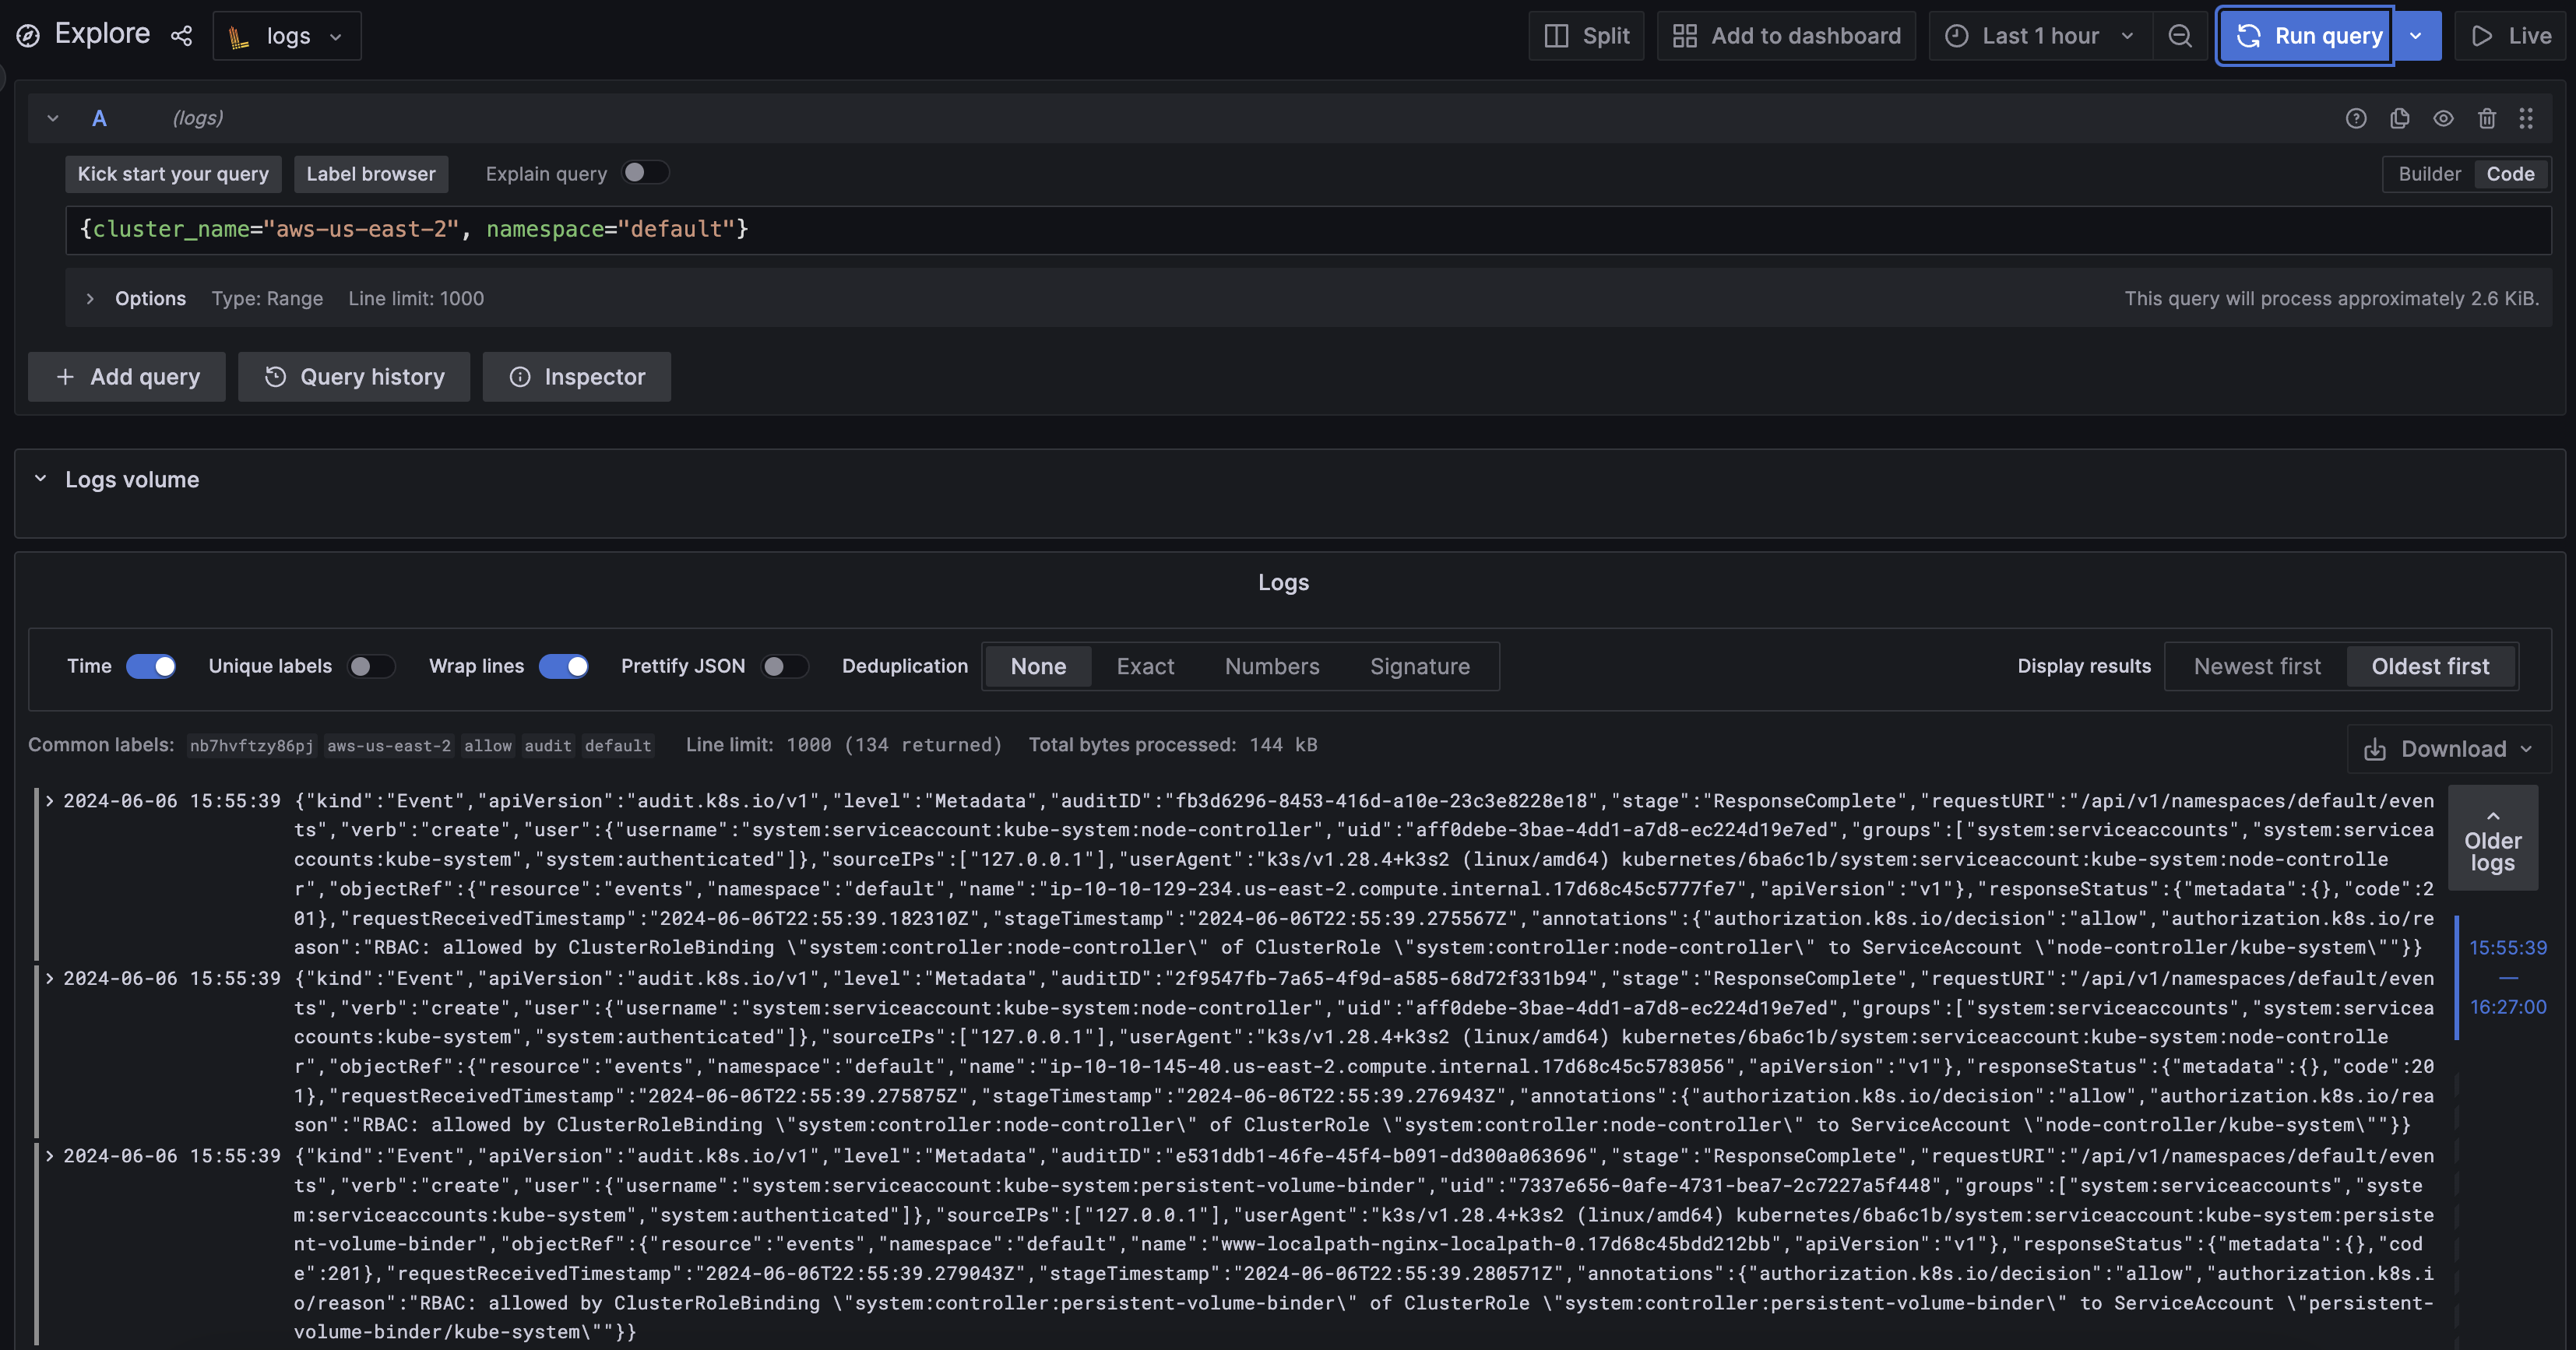 Explore logs Split Add to dashboard Last 1 hour Run query Live
A (logs)
Kick start your query Label browser Explain query Builder Code
{cluster_name="aws-us-east-2", namespace="default"}
Options Type: Range Line limit: 1000 This query will process approximately 2.6 KiB.
Add query Query history Inspector
Logs volume
Logs
Time Unique labels Wrap lines Prettify JSON Deduplication None Exact Numbers Signature Display results Newest first Oldest first
Common labels: nb7hvftzy86pj aws-us-east-2 allow audit default Line limit: 1000 (134 returned) Total bytes processed: 144 kB Download
2024-06-06 15:55:39 {"kind":"Event","apiVersion":"audit.k8s.io/v1","level":"Metadata","auditID":"fb3d6296-8453-416d-a10e-23c3e8228e18","stage":"ResponseComplete","requestURI":"/api/v1/namespaces/default/even
ts","verb":"create","user":{"username":"system:serviceaccount:kube-system:node-controller","uid":"aff0debe-3bae-4dd1-a7d8-ec224d19e7ed","groups":["system:serviceaccounts","system:servicea
ccounts:kube-system","system:authenticated"]},"sourceIPs":["127.0.0.1"],"userAgent":"k3s/v1.28.4+k3s2 (linux/amd64) kubernetes/6ba6c1b/system:serviceaccount:kube-system:node-controlle
r","objectRef":{"resource":"events","namespace":"default","name":"ip-10-10-129-234.us-east-2.compute.internal.17d68c45c5777fe7","apiVersion":"v1"},"responseStatus":{"metadata":{},"code":2
01},"requestReceivedTimestamp":"2024-06-06T22:55:39.182310Z","stageTimestamp":"2024-06-06T22:55:39.275567Z","annotations":{"authorization.k8s.io/decision":"allow","authorization.k8s.io/re
ason":"RBAC: allowed by ClusterRoleBinding \"system:controller:node-controller\" of ClusterRole \"system:controller:node-controller\" to ServiceAccount \"node-controller/kube-system\""}}
2024-06-06 15:55:39 {"kind":"Event","apiVersion":"audit.k8s.io/v1","level":"Metadata","auditID":"2f9547fb-7a65-4f9d-a585-68d72f331b94","stage":"ResponseComplete","requestURI":"/api/v1/namespaces/default/even
ts","verb":"create","user":{"username":"system:serviceaccount:kube-system:node-controller","uid":"aff0debe-3bae-4dd1-a7d8-ec224d19e7ed","groups":["system:serviceaccounts","system:servicea
ccounts:kube-system","system:authenticated"]},"sourceIPs":["127.0.0.1"],"userAgent":"k3s/v1.28.4+k3s2 (linux/amd64) kubernetes/6ba6c1b/system:serviceaccount:kube-system:node-controlle
r","objectRef":{"resource":"events","namespace":"default","name":"ip-10-10-145-40.us-east-2.compute.internal.17d68c45c5783056","apiVersion":"v1"},"responseStatus":{"metadata":{},"code":20
1},"requestReceivedTimestamp":"2024-06-06T22:55:39.275875Z","stageTimestamp":"2024-06-06T22:55:39.276943Z","annotations":{"authorization.k8s.io/decision":"allow","authorization.k8s.io/rea
son":"RBAC: allowed by ClusterRoleBinding \"system:controller:node-controller\" of ClusterRole \"system:controller:node-controller\" to ServiceAccount \"node-controller/kube-system\""}}
2024-06-06 15:55:39 {"kind":"Event","apiVersion":"audit.k8s.io/v1","level":"Metadata","auditID":"e531ddb1-46fe-45f4-b091-dd300a063696","stage":"ResponseComplete","requestURI":"/api/v1/namespaces/default/even
ts","verb":"create","user":{"username":"system:serviceaccount:kube-system:persistent-volume-binder","uid":"7337e656-0afe-4731-bea7-2c7227a5f448","groups":["system:serviceaccounts","syste
m:serviceaccounts:kube-system","system:authenticated"]},"sourceIPs":["127.0.0.1"],"userAgent":"k3s/v1.28.4+k3s2 (linux/amd64) kubernetes/6ba6c1b/system:serviceaccount:kube-system:persiste
nt-volume-binder","objectRef":{"resource":"events","namespace":"default","name":"www-localpath-nginx-localpath-0.17d68c45bdd212bb","apiVersion":"v1"},"responseStatus":{"metadata":{},"cod
e":201},"requestReceivedTimestamp":"2024-06-06T22:55:39.279043Z","stageTimestamp":"2024-06-06T22:55:39.280571Z","annotations":{"authorization.k8s.io/decision":"allow","authorization.k8s.i
o/reason":"RBAC: allowed by ClusterRoleBinding \"system:controller:persistent-volume-binder\" of ClusterRole \"system:controller:persistent-volume-binder\" to ServiceAccount \"persistent-
volume-binder/kube-system\""}}
Older
logs
15:55:39
—
16:27:00